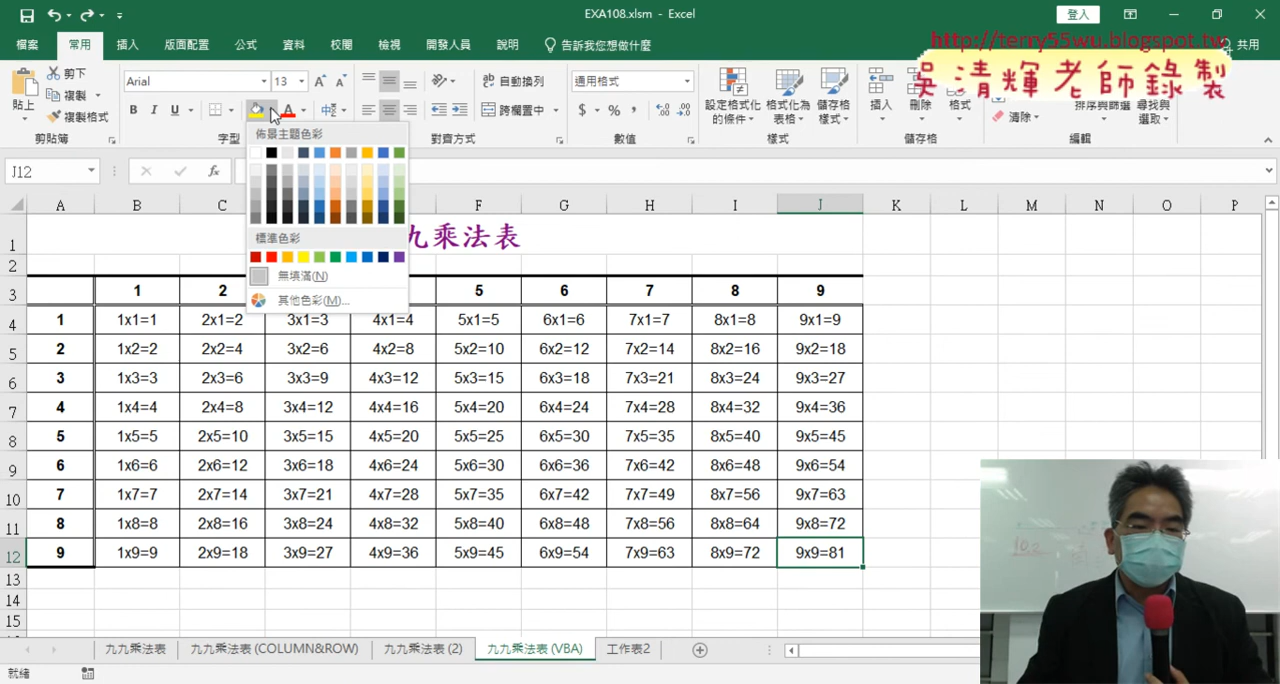 EXA108.xlsm - Excel
登入
檔案 常用 插入 版面配置 公式 資料 校閱 檢視 開發人員 說明 告訴我您想做什麼 共用
http://terry55wu.blogspot.tw
吳清輝老師錄製
貼上 剪下 複製 複製格式 剪貼簿
Arial 13 B I U A 字型
自動換列 跨欄置中 對齊方式
通用格式 $ % 數值
設定格式化的條件 格式化為表格 儲存格樣式 樣式
插入 刪除 格式 儲存格
清除 排序與篩選 尋找與選取 編輯
佈景主題色彩
標準色彩
無填滿(N)
其他色彩(M)...
J12 fx
A B C F G H I J K L M N O P
1 九乘法表
2
3 1 2 5 6 7 8 9
4 1 1x1=1 2x1=2 3x1=3 4x1=4 5x1=5 6x1=6 7x1=7 8x1=8 9x1=9
5 2 1x2=2 2x2=4 3x2=6 4x2=8 5x2=10 6x2=12 7x2=14 8x2=16 9x2=18
6 3 1x3=3 2x3=6 3x3=9 4x3=12 5x3=15 6x3=18 7x3=21 8x3=24 9x3=27
7 4 1x4=4 2x4=8 3x4=12 4x4=16 5x4=20 6x4=24 7x4=28 8x4=32 9x4=36
8 5 1x5=5 2x5=10 3x5=15 4x5=20 5x5=25 6x5=30 7x5=35 8x5=40 9x5=45
9 6 1x6=6 2x6=12 3x6=18 4x6=24 5x6=30 6x6=36 7x6=42 8x6=48 9x6=54
10 7 1x7=7 2x7=14 3x7=21 4x7=28 5x7=35 6x7=42 7x7=49 8x7=56 9x7=63
11 8 1x8=8 2x8=16 3x8=24 4x8=32 5x8=40 6x8=48 7x8=56 8x8=64 9x8=72
12 9 1x9=9 2x9=18 3x9=27 4x9=36 5x9=45 6x9=54 7x9=63 8x9=72 9x9=81
13
14
15
九九乘法表 九九乘法表 (COLUMN&ROW) 九九乘法表 (2) 九九乘法表 (VBA) 工作表2
就緒